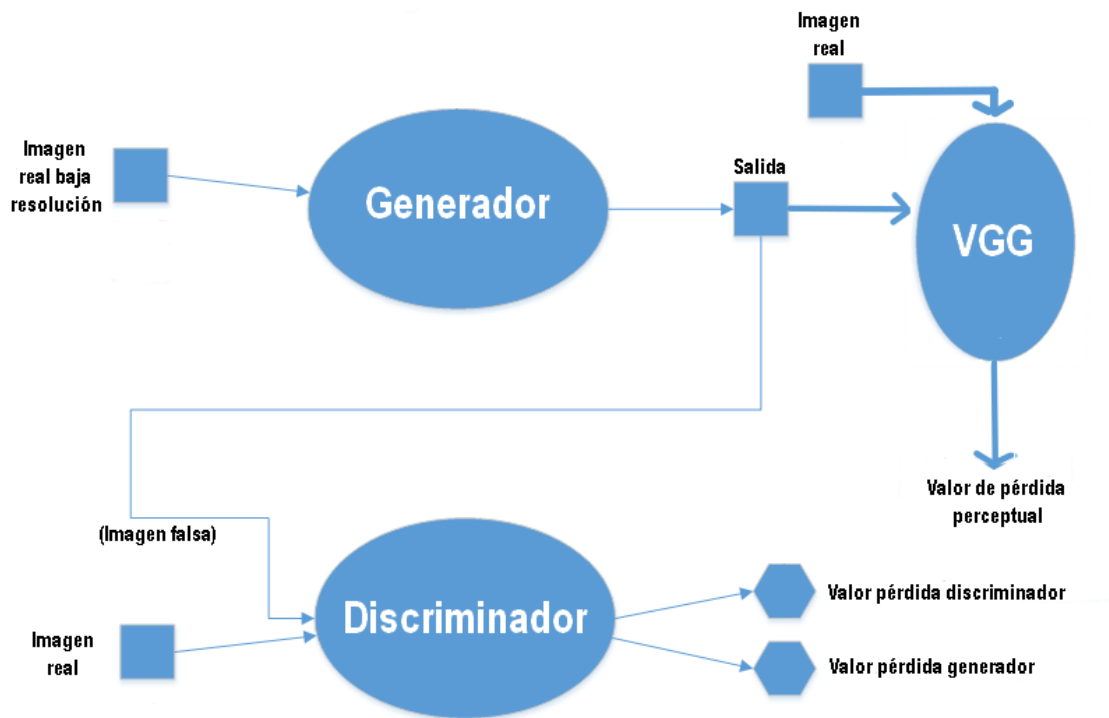 Imagen
real
Imagen
real baja
resolución
Generador
Salida
VGG
Valor de pérdida
perceptual
(Imagen falsa)
Discriminador
Valor pérdida discriminador
Imagen
real
Valor pérdida generador